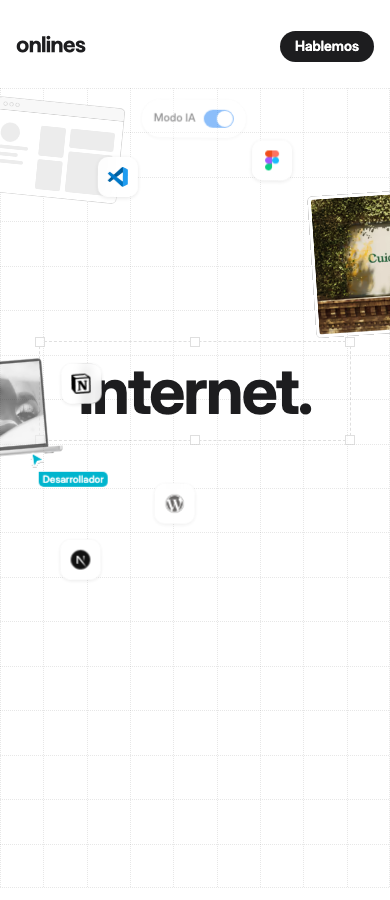 onlines
Hablemos
Modo IA
Cuid
internet.
Desarrollador